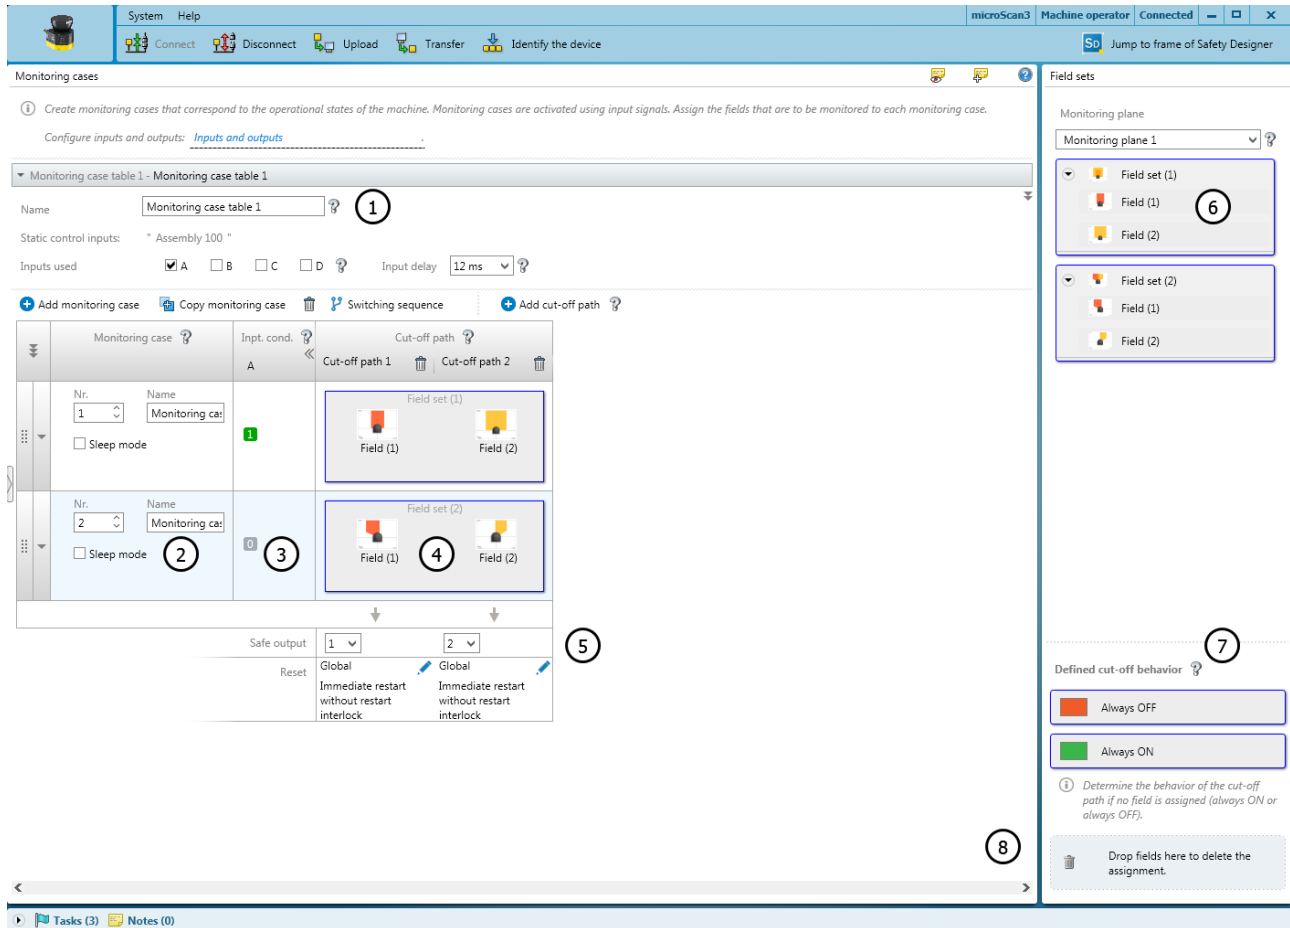 System Help
microScan3 Machine operator Connected
Connect Disconnect Upload Transfer Identify the device
SD Jump to frame of Safety Designer
Monitoring cases
Create monitoring cases that correspond to the operational states of the machine. Monitoring cases are activated using input signals. Assign the fields that are to be monitored to each monitoring case.
Configure inputs and outputs: Inputs and outputs .
Monitoring case table 1 - Monitoring case table 1
Name Monitoring case table 1 ? 1
Static control inputs: " Assembly 100 "
Inputs used A B C D ? Input delay 12 ms ?
Add monitoring case Copy monitoring case Switching sequence Add cut-off path ?
Monitoring case ? Inpt. cond. ? Cut-off path ?
A Cut-off path 1 Cut-off path 2
Nr. Name Field set (1)
1 Monitoring cas
Sleep mode 1 Field (1) Field (2)
Nr. Name Field set (2)
2 Monitoring cas
Sleep mode 2 0 3 Field (1) 4 Field (2)
Safe output 1 2 5
Reset Global Global
Immediate restart Immediate restart
without restart without restart
interlock interlock
8
Field sets
Monitoring plane
Monitoring plane 1 ?
Field set (1)
Field (1) 6
Field (2)
Field set (2)
Field (1)
Field (2)
7
Defined cut-off behavior ?
Always OFF
Always ON
Determine the behavior of the cut-off
path if no field is assigned (always ON or
always OFF).
Drop fields here to delete the
assignment.
Tasks (3) Notes (0)